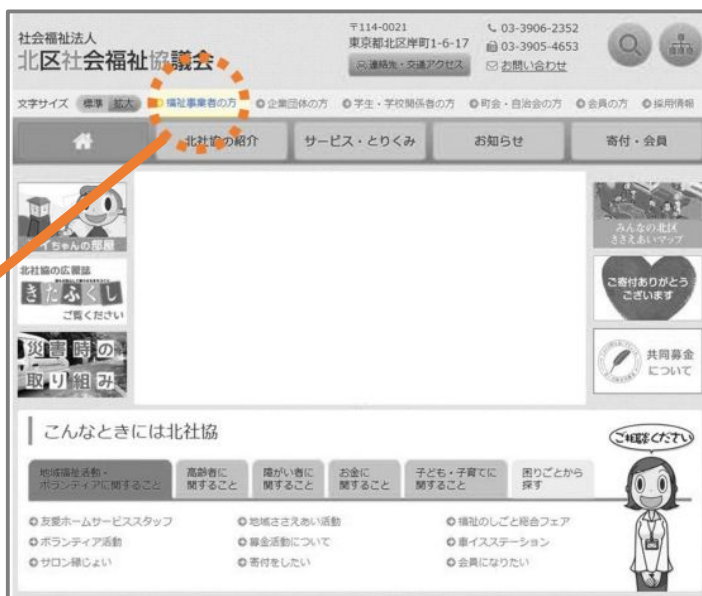 社会福祉法人
北区社会福祉協議会
〒114-0021
東京都北区岸町1-6-17
連絡先・交通アクセス
03-3906-2352
03-3905-4653
お問い合わせ
文字サイズ 標準 拡大 福祉事業者の方 企業団体の方 学生・学校関係者の方 町会・自治会の方 会員の方 採用情報
北社協の紹介 サービス・とりくみ お知らせ 寄付・会員
イちゃんの部屋
北社協の広報誌
きたふくし
ご覧ください
災害時の
取り組み
みんなの北区
ささえあいマップ
ご寄付ありがとう
ございます
共同募金
について
こんなときには北社協
ご相談ください
地域福祉活動・
ボランティアに関すること
高齢者に
関すること
障がい者に
関すること
お金に
関すること
子ども・子育てに
関すること
困りごとから
探す
友愛ホームサービススタッフ 地域ささえあい活動 福祉のしごと総合フェア
ボランティア活動 募金活動について 車イスステーション
サロン縁じょい 寄付をしたい 会員になりたい